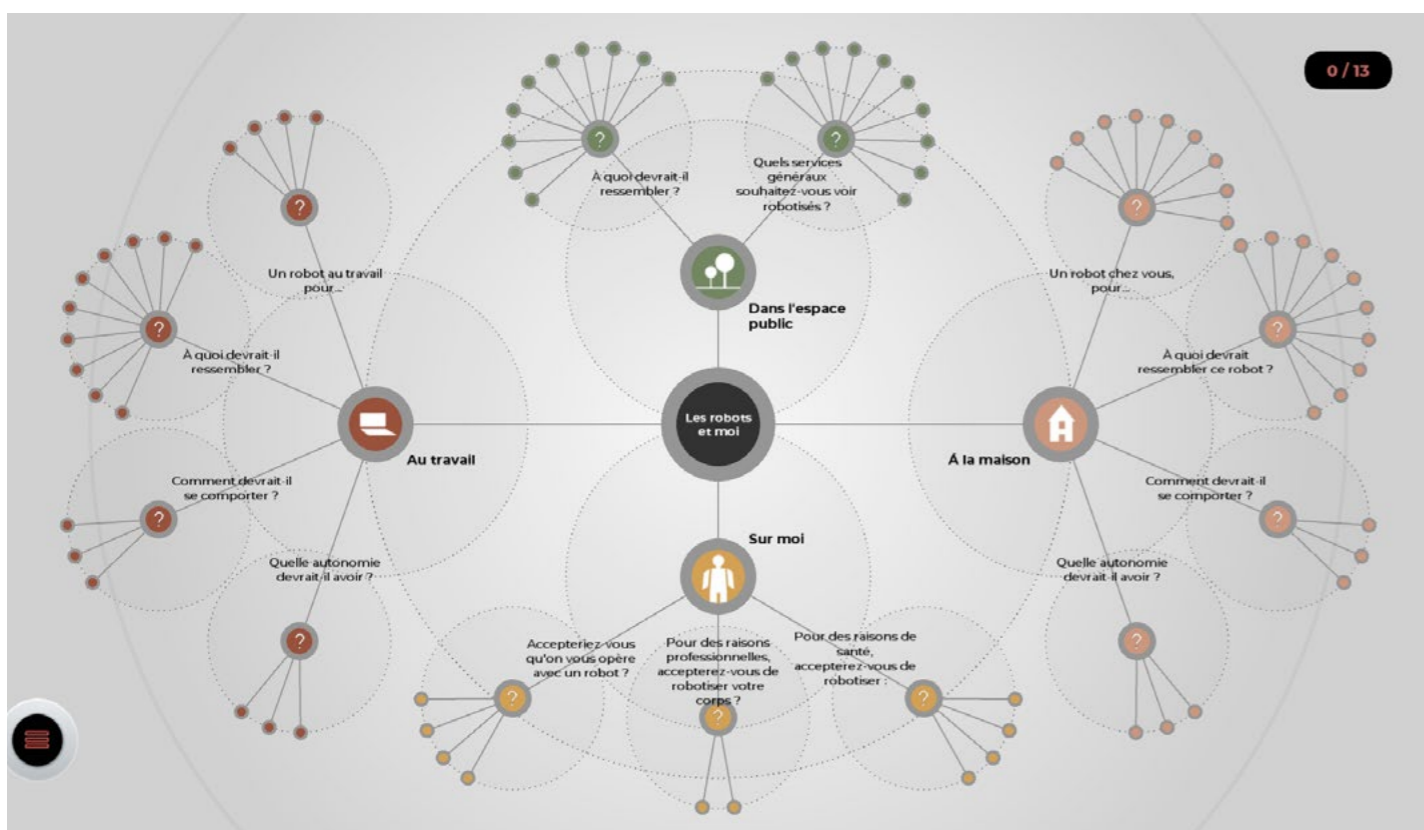 0 / 13
À quoi devrait-il
ressembler ?
Quels services
généraux
souhaitez-vous voir
robotisés ?
Dans l'espace
public
Un robot au travail
pour...
À quoi devrait-il
ressembler ?
Comment devrait-il
se comporter ?
Quelle autonomie
devrait-il avoir ?
Au travail
Les robots
et moi
Un robot chez vous,
pour...
À quoi devrait
ressembler ce robot ?
Á la maison
Comment devrait-il
se comporter ?
Quelle autonomie
devrait-il avoir ?
Sur moi
Accepteriez-vous
qu'on vous opère
avec un robot ?
Pour des raisons
professionnelles,
accepterez-vous de
robotiser votre
corps ?
Pour des raisons de
santé,
accepterez-vous de
robotiser :
?
?
?
?
?
?
?
?
?
?
?
?
?